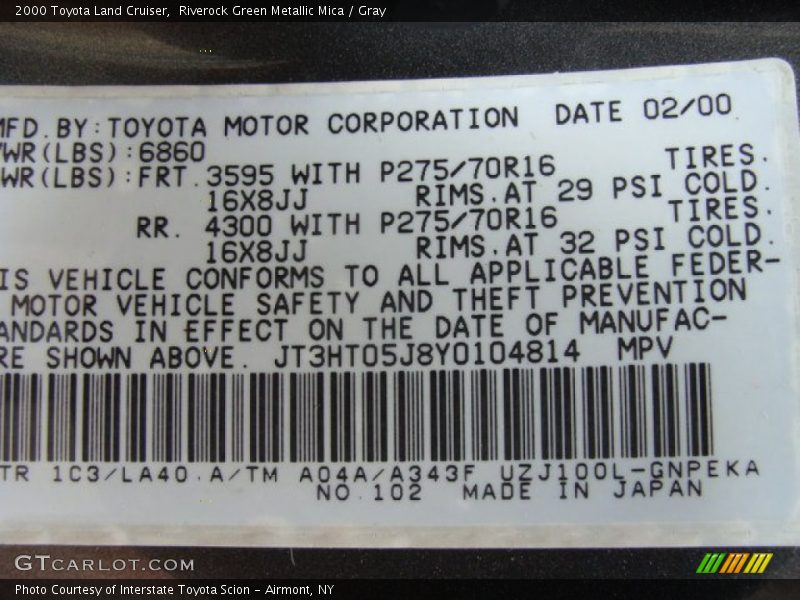 2000 Toyota Land Cruiser, Riverock Green Metallic Mica / Gray
MFD.BY:TOYOTA MOTOR CORPORATION DATE 02/00
VWR(LBS):6860
WR(LBS):FRT.3595 WITH P275/70R16 TIRES.
16X8JJ RIMS.AT 29 PSI COLD.
RR. 4300 WITH P275/70R16 TIRES.
16X8JJ RIMS.AT 32 PSI COLD.
IS VEHICLE CONFORMS TO ALL APPLICABLE FEDER-
MOTOR VEHICLE SAFETY AND THEFT PREVENTION
ANDARDS IN EFFECT ON THE DATE OF MANUFAC-
RE SHOWN ABOVE. JT3HT05J8Y0104814 MPV
TR 1C3/LA40.A/TM A04A/A343F UZJ100L-GNPEKA
NO.102 MADE IN JAPAN
GTCARLOT.COM
Photo Courtesy of Interstate Toyota Scion - Airmont, NY